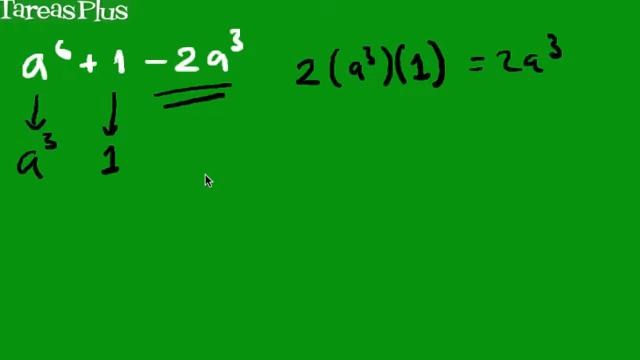 TareasPlus
a⁶ + 1 − 2a³
2(a³)(1) = 2a³
a³ 1